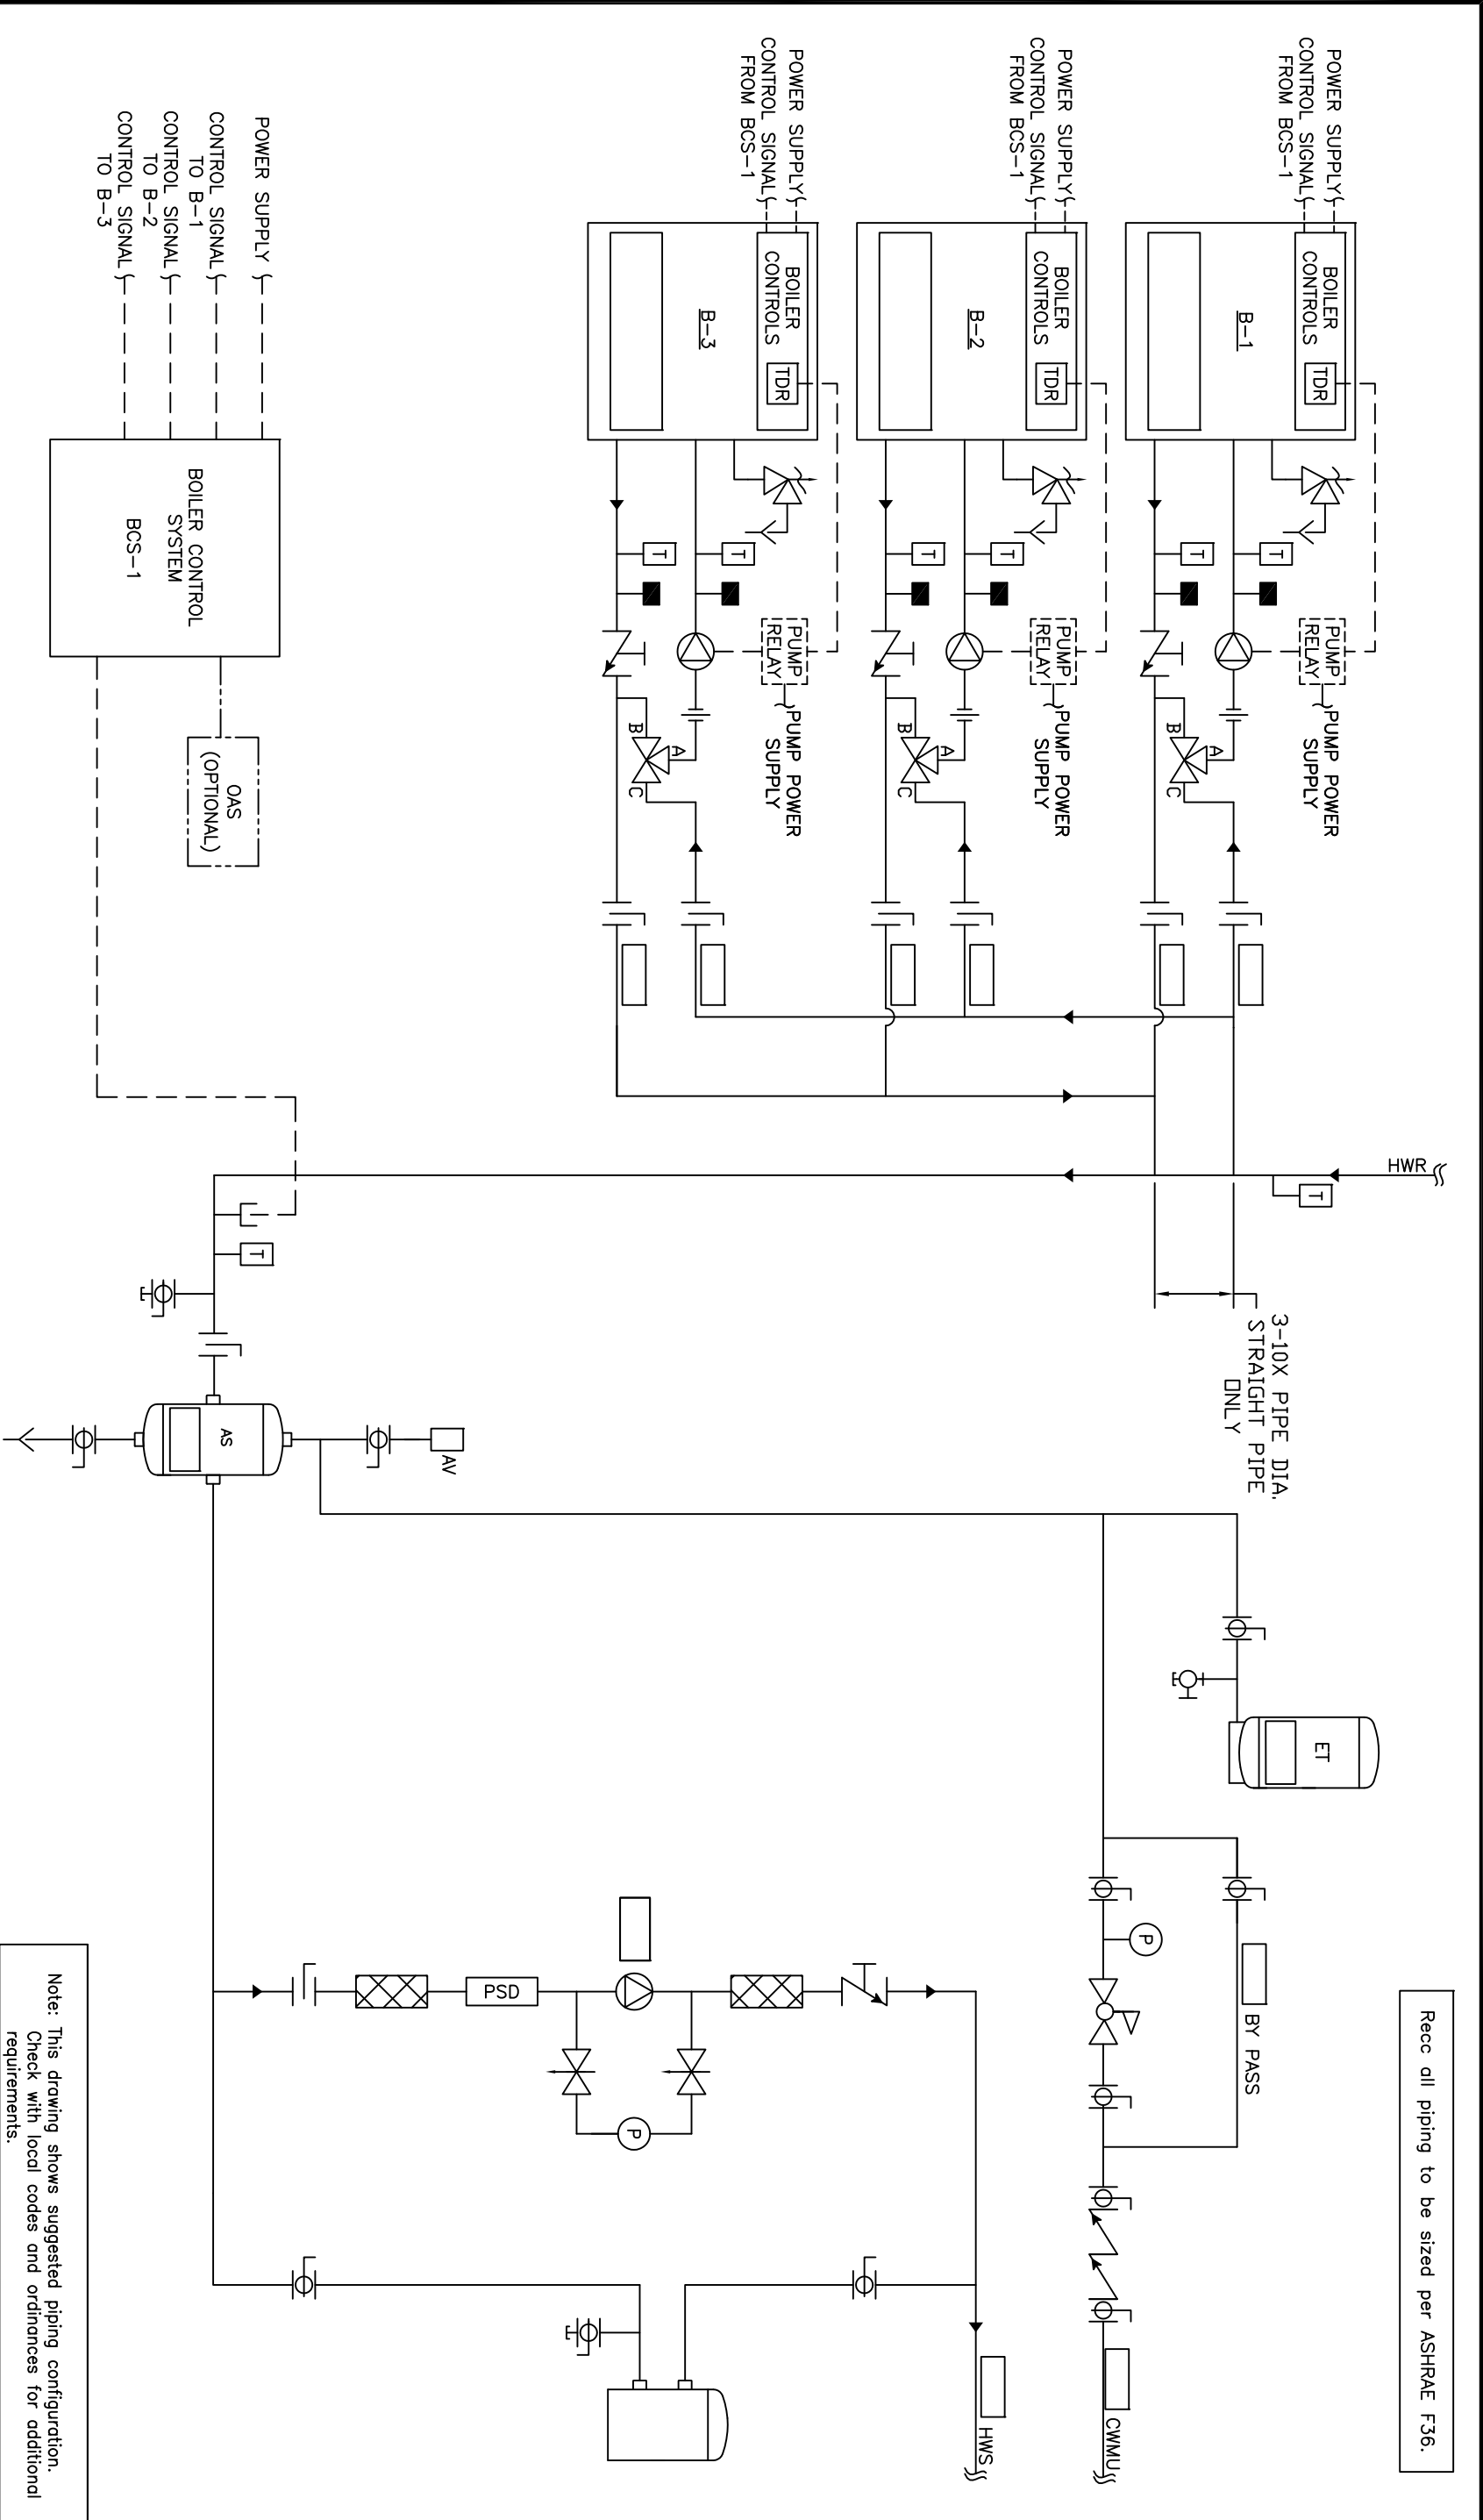 POWER SUPPLY
CONTROL SIGNAL
FROM BCS-1
POWER SUPPLY
CONTROL SIGNAL
FROM BCS-1
POWER SUPPLY
CONTROL SIGNAL
FROM BCS-1
BOILER
CONTROLS
TDR
B-1
BOILER
CONTROLS
TDR
B-2
BOILER
CONTROLS
TDR
B-3
T
T
T
T
T
T
PUMP
RELAY
PUMP POWER
SUPPLY
A
B
C
PUMP
RELAY
PUMP POWER
SUPPLY
A
B
C
PUMP
RELAY
PUMP POWER
SUPPLY
A
B
C
POWER SUPPLY
CONTROL SIGNAL
TO B-1
CONTROL SIGNAL
TO B-2
CONTROL SIGNAL
TO B-3
BOILER CONTROL
SYSTEM
BCS-1
OAS
(OPTIONAL)
HWR
T
T
3-10X PIPE DIA.
STRAIGHT PIPE
ONLY
AS
AV
ET
P
BY PASS
PSD
P
HWS
CWMU
Recc all piping to be sized per ASHRAE F36.
Note: This drawing shows suggested piping configuration.
Check with local codes and ordinances for additional
requirements.